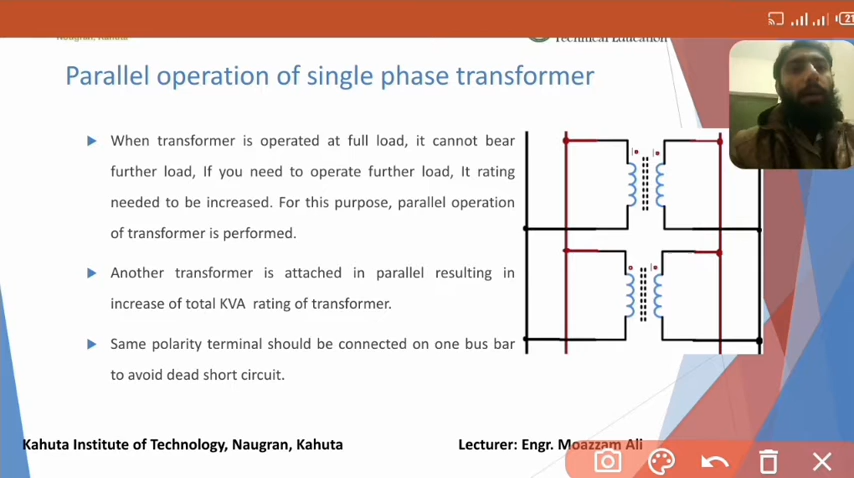 21
Naugran, Kahuta
Technical Education
Parallel operation of single phase transformer
When transformer is operated at full load, it cannot bear
further load, If you need to operate further load, It rating
needed to be increased. For this purpose, parallel operation
of transformer is performed.
Another transformer is attached in parallel resulting in
increase of total KVA rating of transformer.
Same polarity terminal should be connected on one bus bar
to avoid dead short circuit.
Kahuta Institute of Technology, Naugran, Kahuta
Lecturer: Engr. Moazzam Ali